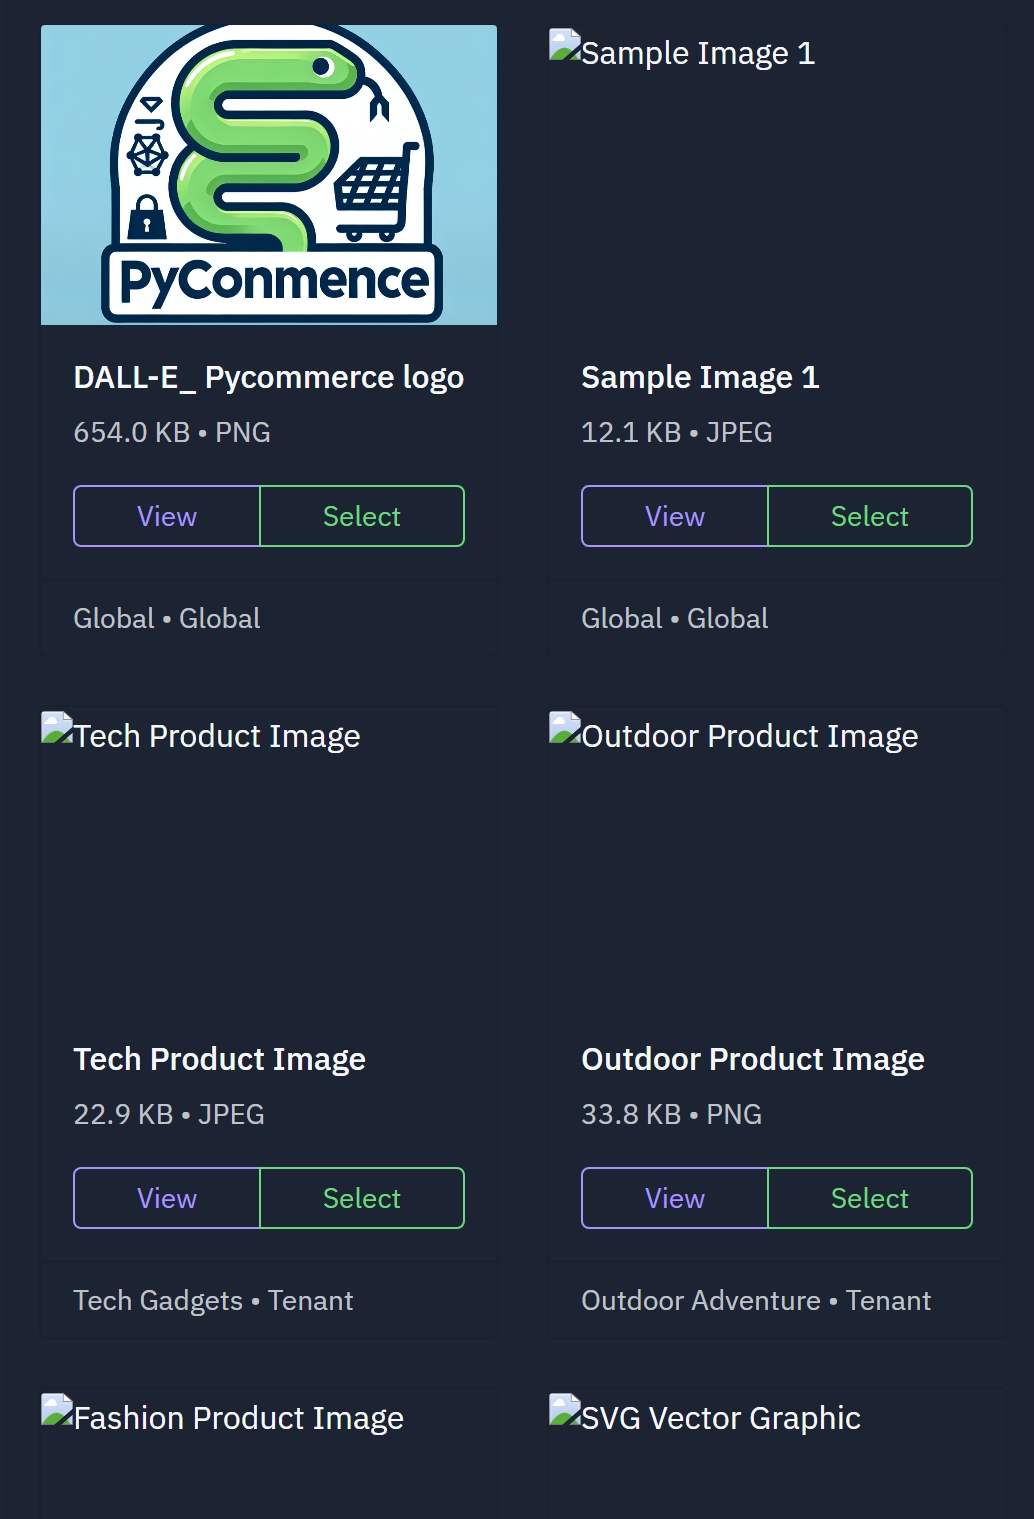 PyConmence
Sample Image 1
DALL-E_ Pycommerce logo
654.0 KB • PNG
View
Select
Global • Global
Sample Image 1
12.1 KB • JPEG
View
Select
Global • Global
Tech Product Image
Outdoor Product Image
Tech Product Image
22.9 KB • JPEG
View
Select
Tech Gadgets • Tenant
Outdoor Product Image
33.8 KB • PNG
View
Select
Outdoor Adventure • Tenant
Fashion Product Image
SVG Vector Graphic